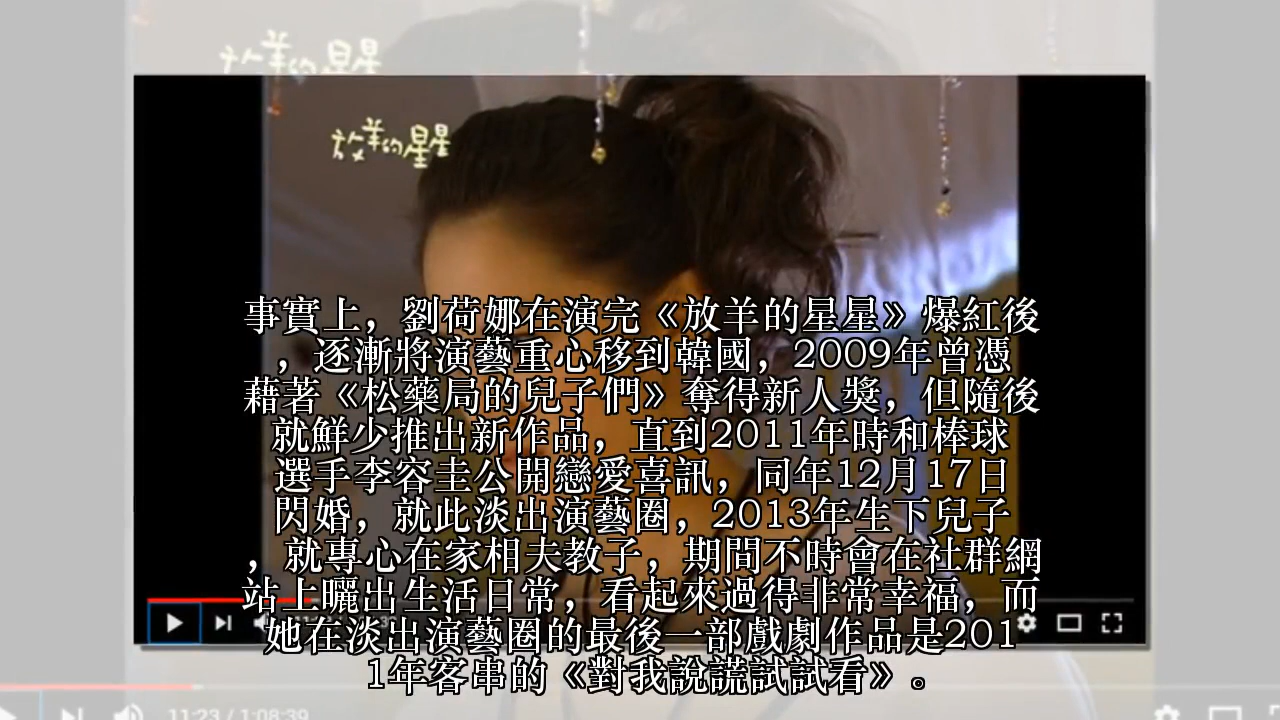 放羊的星星
放羊的星星
事實上，劉荷娜在演完《放羊的星星》爆紅後
，逐漸將演藝重心移到韓國，2009年曾憑
藉著《松藥局的兒子們》奪得新人獎，但隨後
就鮮少推出新作品，直到2011年時和棒球
選手李容圭公開戀愛喜訊，同年12月17日
閃婚，就此淡出演藝圈，2013年生下兒子
，就專心在家相夫教子，期間不時會在社群網
站上曬出生活日常，看起來過得非常幸福，而
她在淡出演藝圈的最後一部戲劇作品是201
1年客串的《對我說謊試試看》。
11:23 / 1:08:39